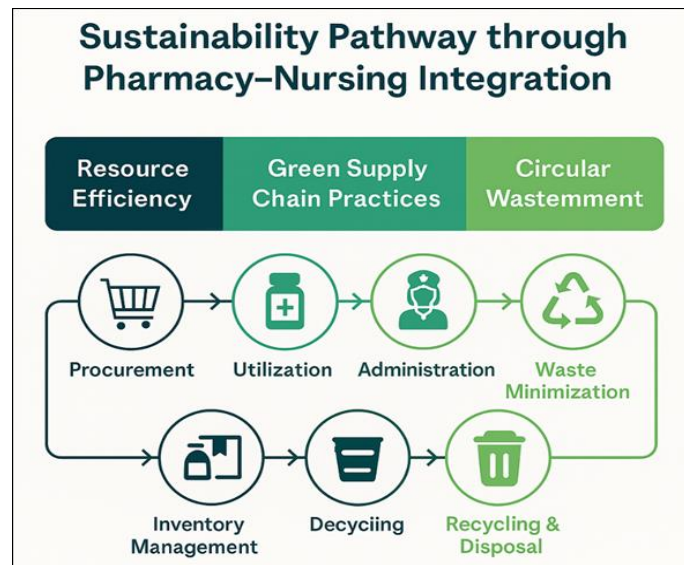 Sustainability Pathway through
Pharmacy–Nursing Integration
Resource
Efficiency
Green Supply
Chain Practices
Circular
Wastemment
Procurement
Utilization
Administration
Waste
Minimization
Inventory
Management
Decyciing
Recycling &
Disposal